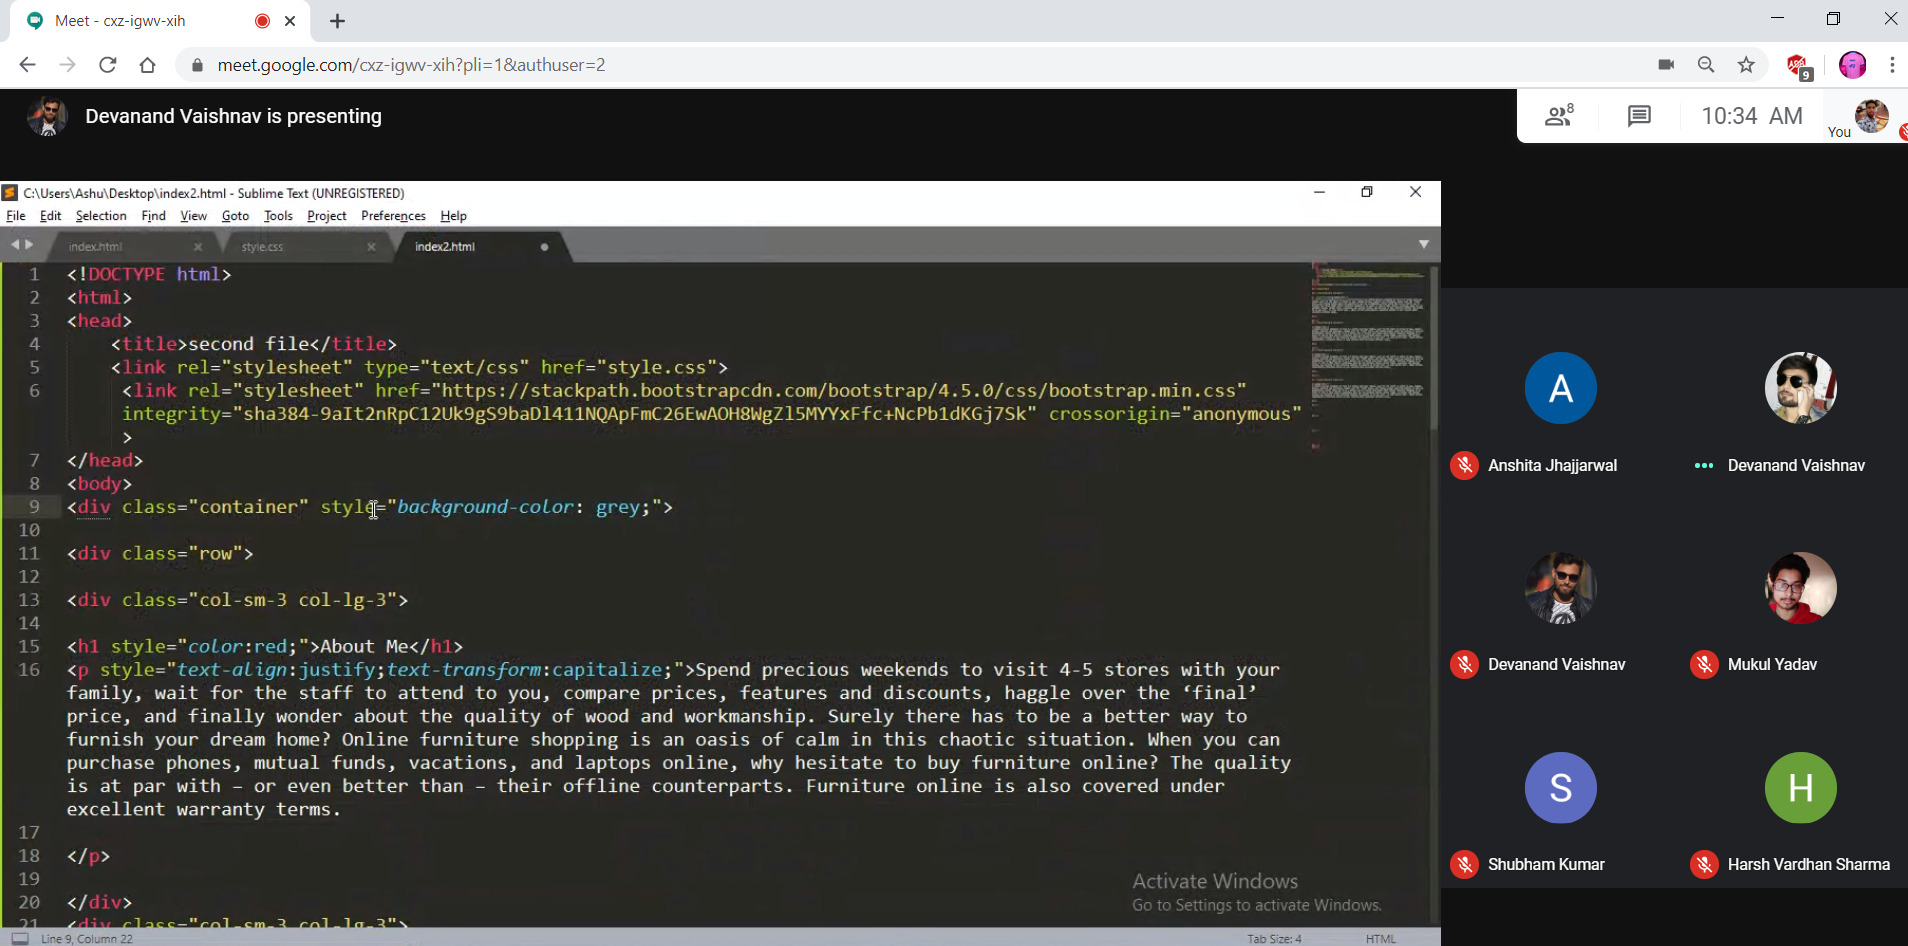 Meet - cxz-igwv-xih
meet.google.com/cxz-igwv-xih?pli=1&authuser=2
ABP
9
Devanand Vaishnav is presenting
8
10:34 AM
You
C:\Users\Ashu\Desktop\index2.html - Sublime Text (UNREGISTERED)
File Edit Selection Find View Goto Tools Project Preferences Help
index.html
style.css
index2.html
1 <!DOCTYPE html>
2 <html>
3 <head>
4 <title>second file</title>
5 <link rel="stylesheet" type="text/css" href="style.css">
6 <link rel="stylesheet" href="https://stackpath.bootstrapcdn.com/bootstrap/4.5.0/css/bootstrap.min.css"
integrity="sha384-9aIt2nRpC12Uk9gS9baDl411NQApFmC26EwAOH8WgZl5MYYxFfc+NcPb1dKGj7Sk" crossorigin="anonymous"
>
7 </head>
8 <body>
9 <div class="container" style="background-color: grey;">
10
11 <div class="row">
12
13 <div class="col-sm-3 col-lg-3">
14
15 <h1 style="color:red;">About Me</h1>
16 <p style="text-align:justify;text-transform:capitalize;">Spend precious weekends to visit 4-5 stores with your
family, wait for the staff to attend to you, compare prices, features and discounts, haggle over the ‘final’
price, and finally wonder about the quality of wood and workmanship. Surely there has to be a better way to
furnish your dream home? Online furniture shopping is an oasis of calm in this chaotic situation. When you can
purchase phones, mutual funds, vacations, and laptops online, why hesitate to buy furniture online? The quality
is at par with – or even better than – their offline counterparts. Furniture online is also covered under
excellent warranty terms.
17
18 </p>
19
20 </div>
21 <div class="col-sm-3 col-lg-3">
Activate Windows
Go to Settings to activate Windows.
Line 9, Column 22
Tab Size: 4
HTML
A
Anshita Jhajjarwal
Devanand Vaishnav
Devanand Vaishnav
Mukul Yadav
S
H
Shubham Kumar
Harsh Vardhan Sharma